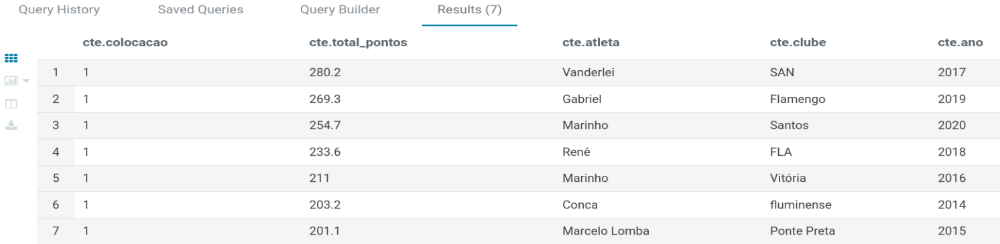 Query History Saved Queries Query Builder Results (7)
cte.colocacao cte.total_pontos cte.atleta cte.clube cte.ano
1 1 280.2 Vanderlei SAN 2017
2 1 269.3 Gabriel Flamengo 2019
3 1 254.7 Marinho Santos 2020
4 1 233.6 Renê FLA 2018
5 1 211 Marinho Vitória 2016
6 1 203.2 Conca fluminense 2014
7 1 201.1 Marcelo Lomba Ponte Preta 2015